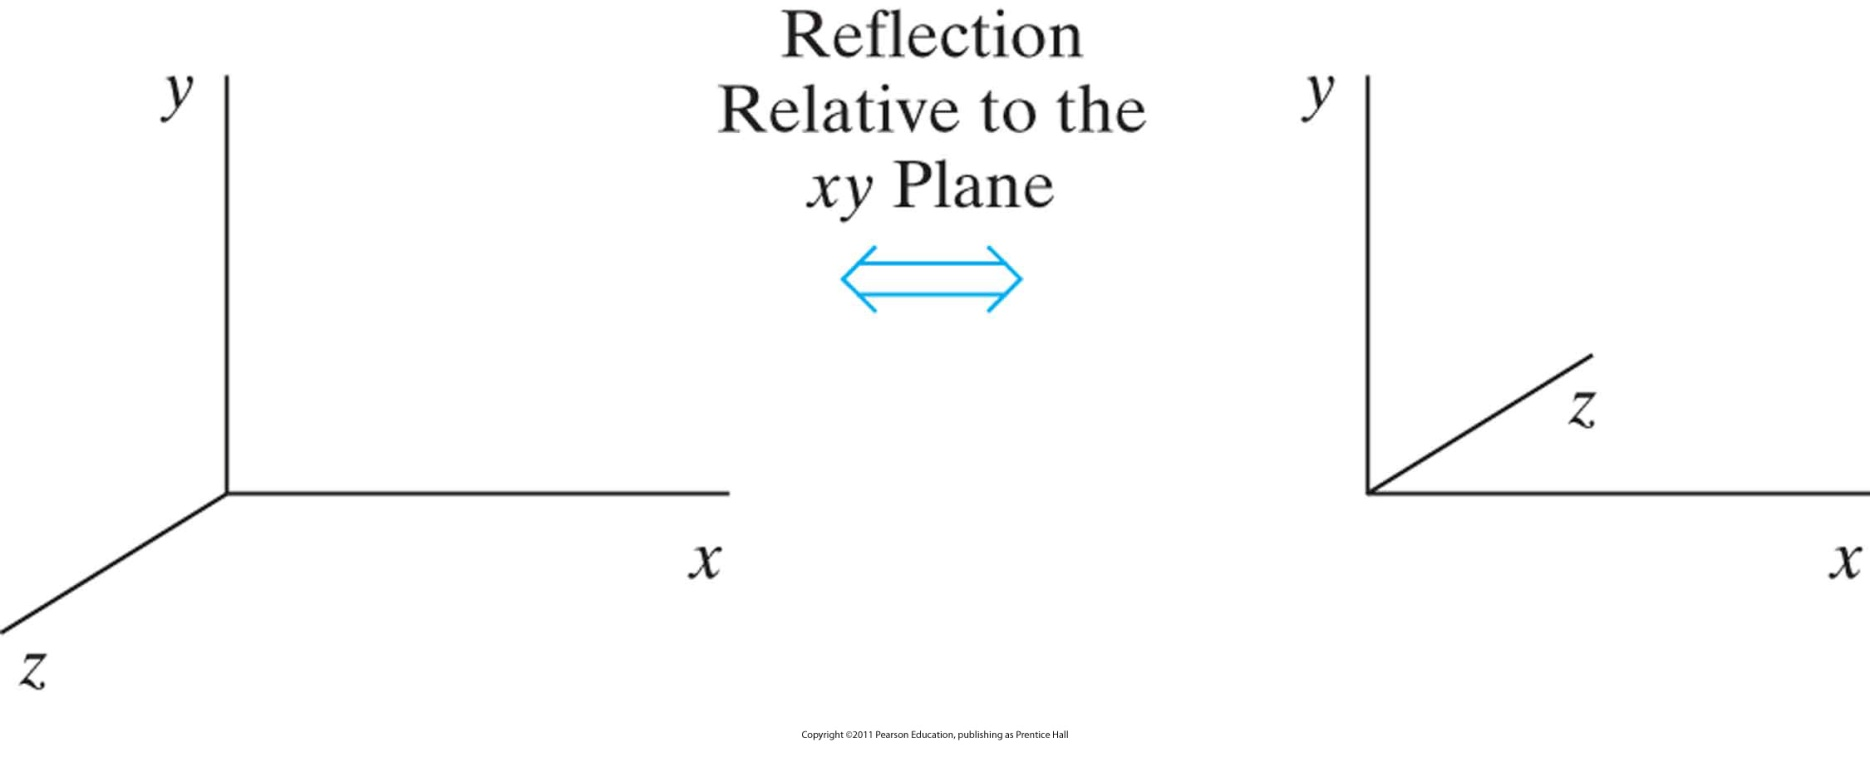 Reflection
Relative to the
xy Plane
y
x
z
y
z
x
Copyright ©2011 Pearson Education, publishing as Prentice Hall